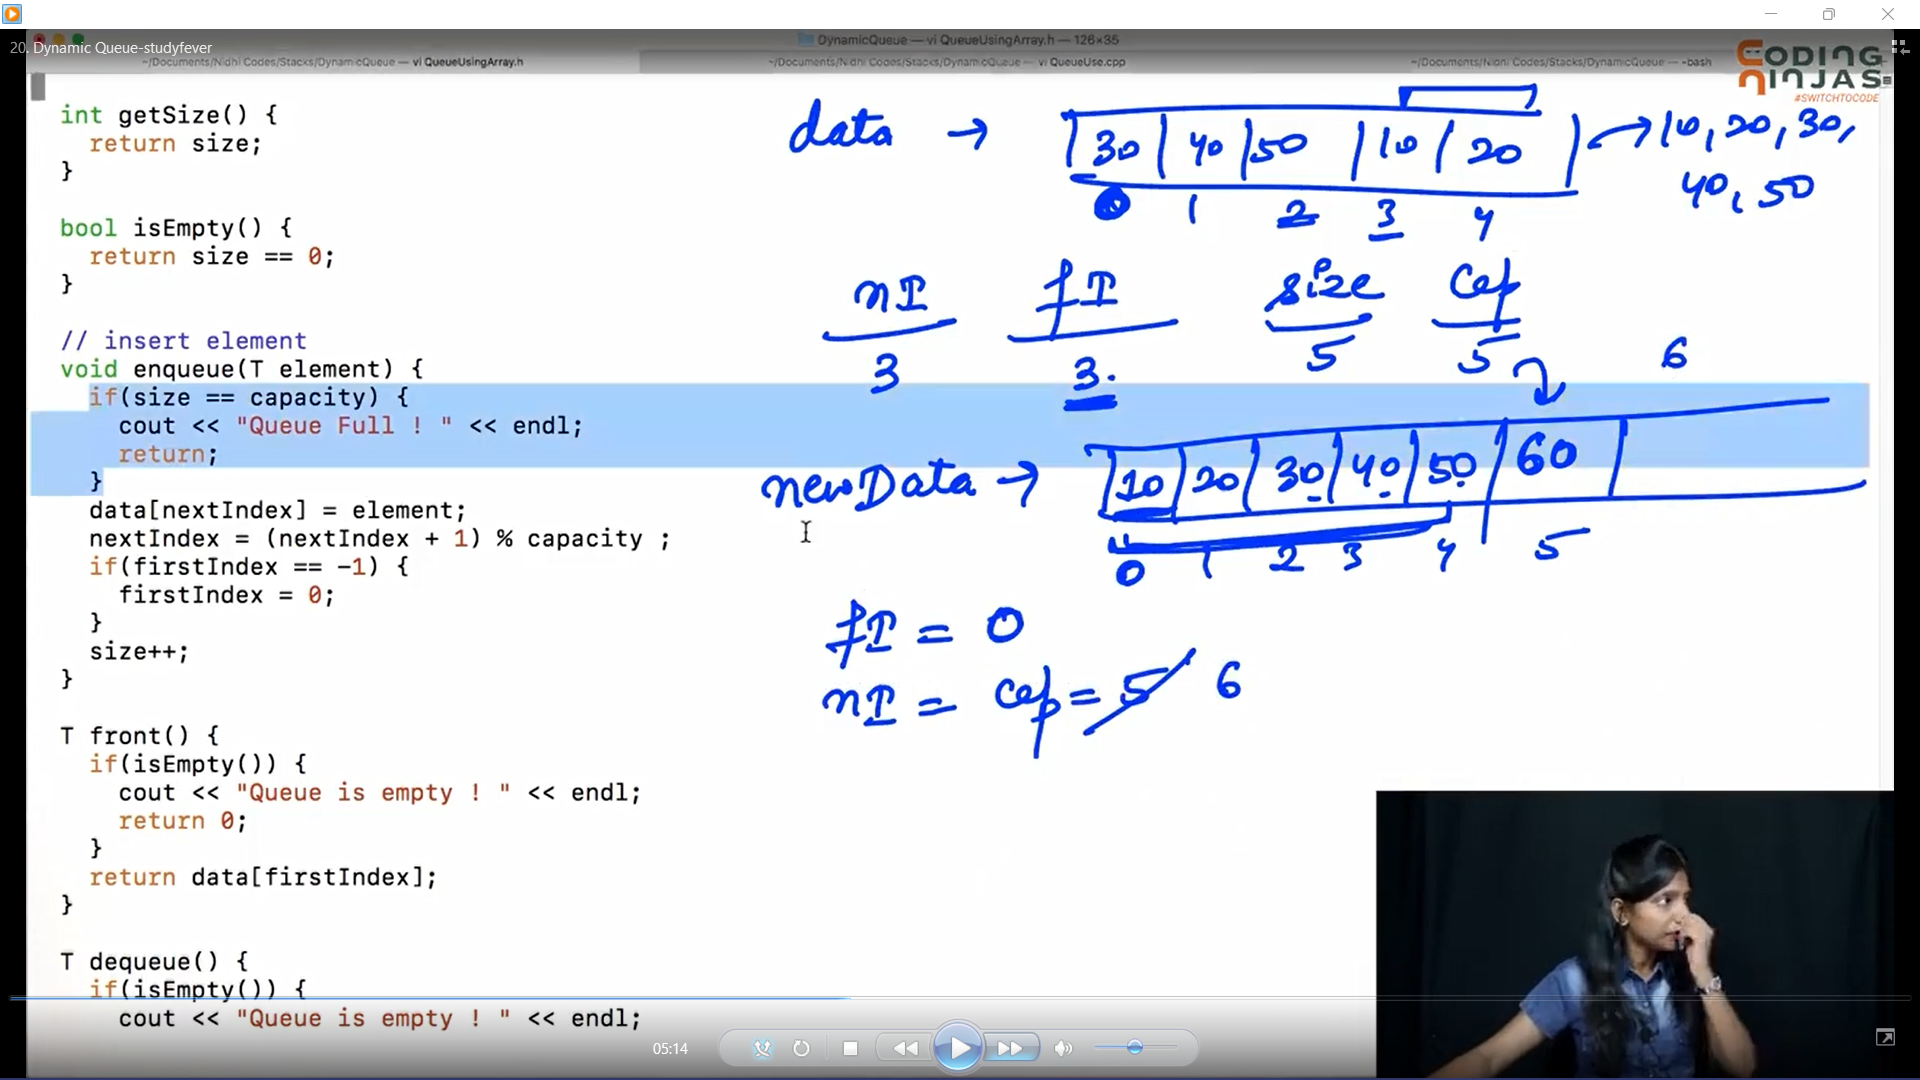 20. Dynamic Queue-studyfever
DynamicQueue — vi QueueUsingArray.h — 126×35
~/Documents/Nidhi Codes/Stacks/DynamicQueue — vi QueueUsingArray.h
~/Documents/Nidhi Codes/Stacks/DynamicQueue — vi QueueUse.cpp
~/Documents/Nidhi Codes/Stacks/DynamicQueue — -bash
CODING
NINJAS
#SWITCHTOCODE
int getSize() {
return size;
}
bool isEmpty() {
return size == 0;
}
// insert element
void enqueue(T element) {
if(size == capacity) {
cout << "Queue Full ! " << endl;
return;
}
data[nextIndex] = element;
nextIndex = (nextIndex + 1) % capacity ;
if(firstIndex == -1) {
firstIndex = 0;
}
size++;
}
T front() {
if(isEmpty()) {
cout << "Queue is empty ! " << endl;
return 0;
}
return data[firstIndex];
}
T dequeue() {
if(isEmpty()) {
cout << "Queue is empty ! " << endl;
data → 30 40 50 10 20 → 10, 20, 30,
40, 50
0 1 2 3 4
nI fI size cap
3 3. 5 5 6
newData → 10 20 30 40 50 60
0 1 2 3 4 5
fI = 0
nI = cap = 5 6
05:14